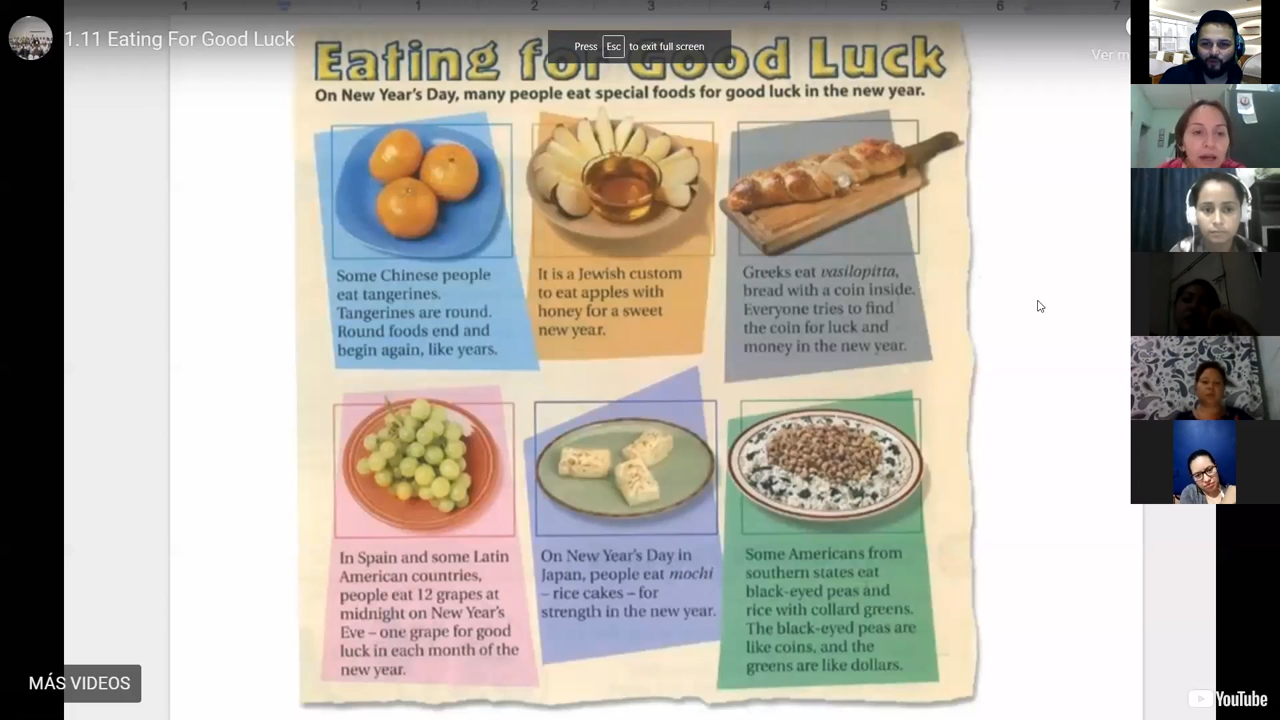 1 2 3 4 5 6 7
1.11 Eating For Good Luck
Press Esc to exit full screen
Ver m
Eating for Good Luck
On New Year's Day, many people eat special foods for good luck in the new year.
Some Chinese people
eat tangerines.
Tangerines are round.
Round foods end and
begin again, like years.
It is a Jewish custom
to eat apples with
honey for a sweet
new year.
Greeks eat vasilopitta,
bread with a coin inside.
Everyone tries to find
the coin for luck and
money in the new year.
In Spain and some Latin
American countries,
people eat 12 grapes at
midnight on New Year's
Eve – one grape for good
luck in each month of the
new year.
On New Year's Day in
Japan, people eat mochi
– rice cakes – for
strength in the new year.
Some Americans from
southern states eat
black-eyed peas and
rice with collard greens.
The black-eyed peas are
like coins, and the
greens are like dollars.
MÁS VIDEOS
YouTube